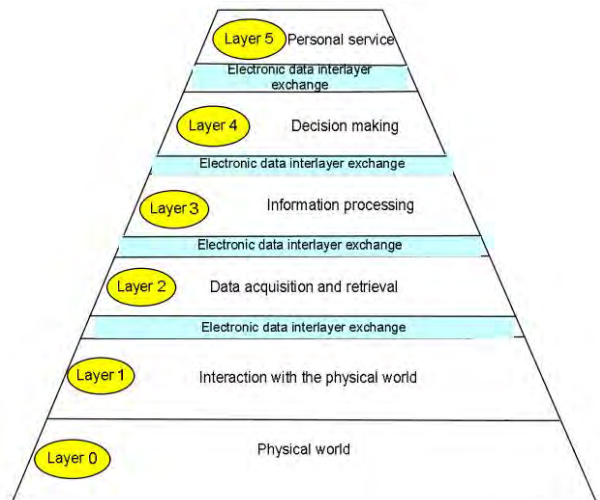 Layer 5 Personal service
Electronic data interlayer
exchange
Layer 4 Decision making
Electronic data interlayer exchange
Layer 3 Information processing
Electronic data interlayer exchange
Layer 2 Data acquisition and retrieval
Electronic data interlayer exchange
Layer 1 Interaction with the physical world
Layer 0 Physical world